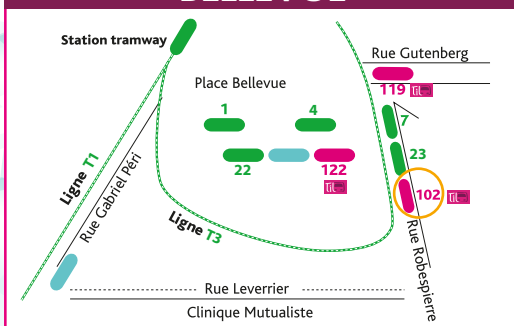 Station tramway
Rue Gutenberg
Place Bellevue
119
1
4
7
22
122
23
102
Ligne T1
Rue Gabriel Péri
Ligne T3
Rue Robespierre
Rue Leverrier
Clinique Mutualiste